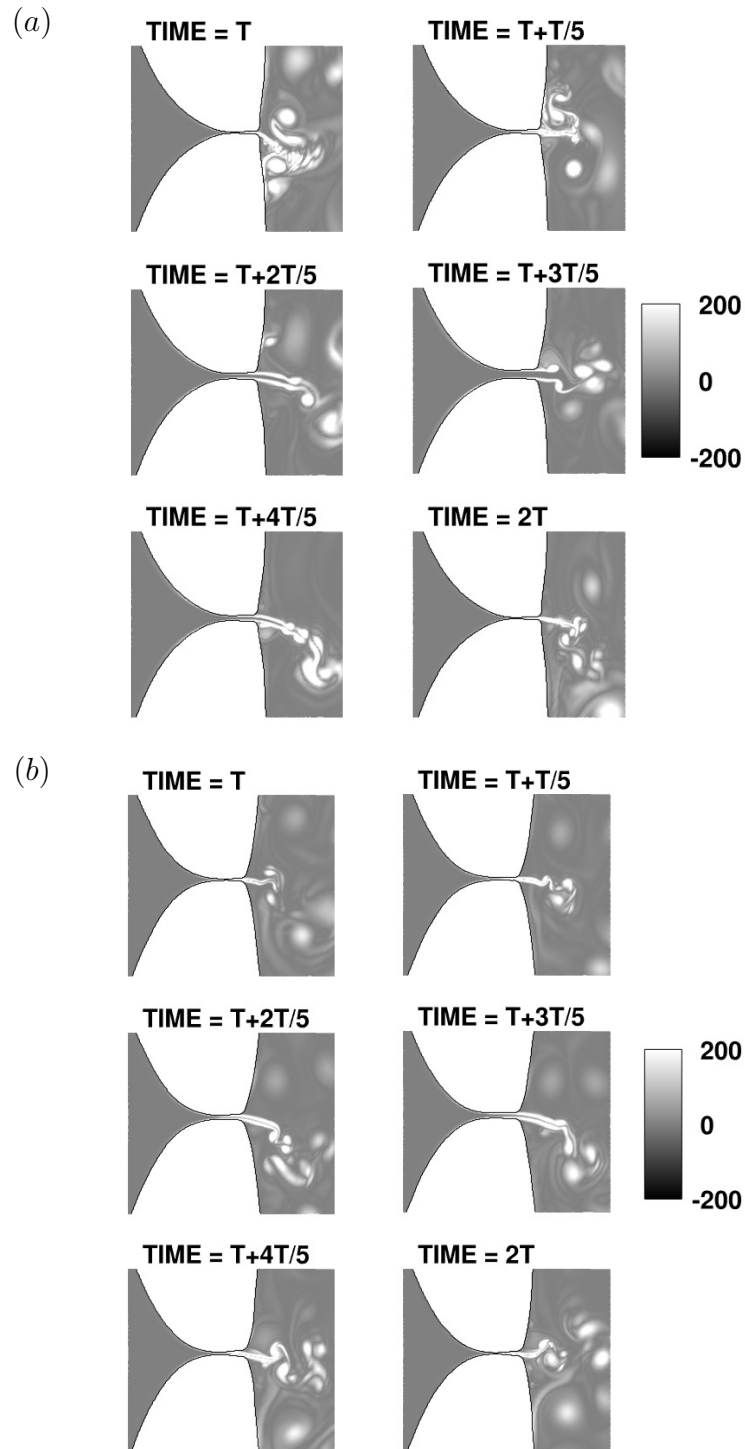 (a)
TIME = T
TIME = T+T/5
TIME = T+2T/5
TIME = T+3T/5
200
0
-200
TIME = T+4T/5
TIME = 2T
(b)
TIME = T
TIME = T+T/5
TIME = T+2T/5
TIME = T+3T/5
200
0
-200
TIME = T+4T/5
TIME = 2T